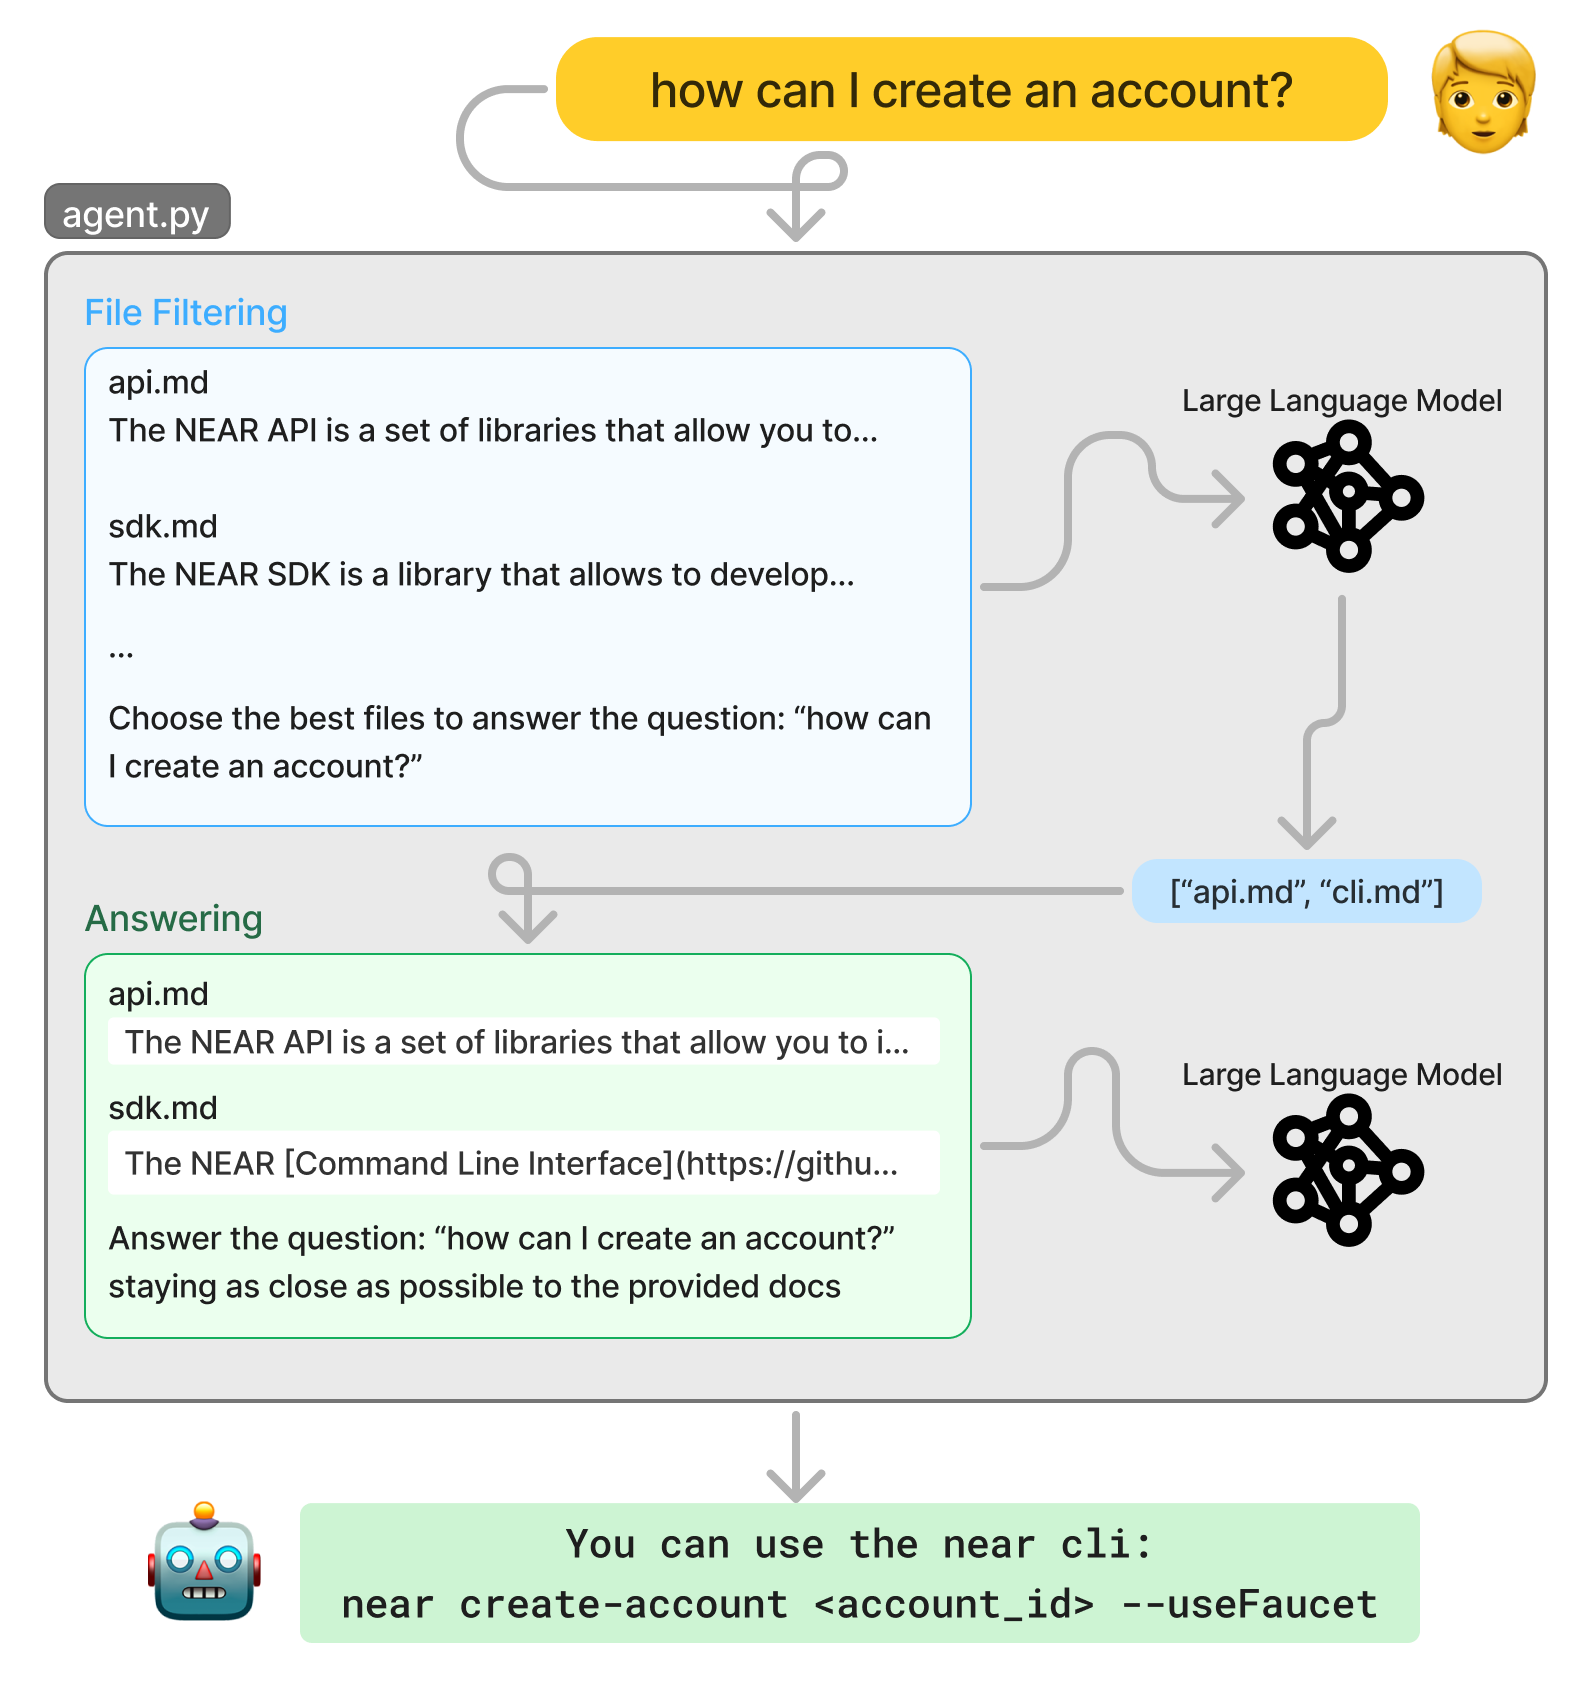 how can I create an account?
agent.py
File Filtering
api.md
The NEAR API is a set of libraries that allow you to...
sdk.md
The NEAR SDK is a library that allows to develop...
...
Choose the best files to answer the question: “how can
I create an account?”
Large Language Model
[“api.md”, “cli.md”]
Answering
api.md
The NEAR API is a set of libraries that allow you to i...
sdk.md
The NEAR [Command Line Interface](https://githu...
Answer the question: “how can I create an account?”
staying as close as possible to the provided docs
Large Language Model
You can use the near cli:
near create-account <account_id> --useFaucet